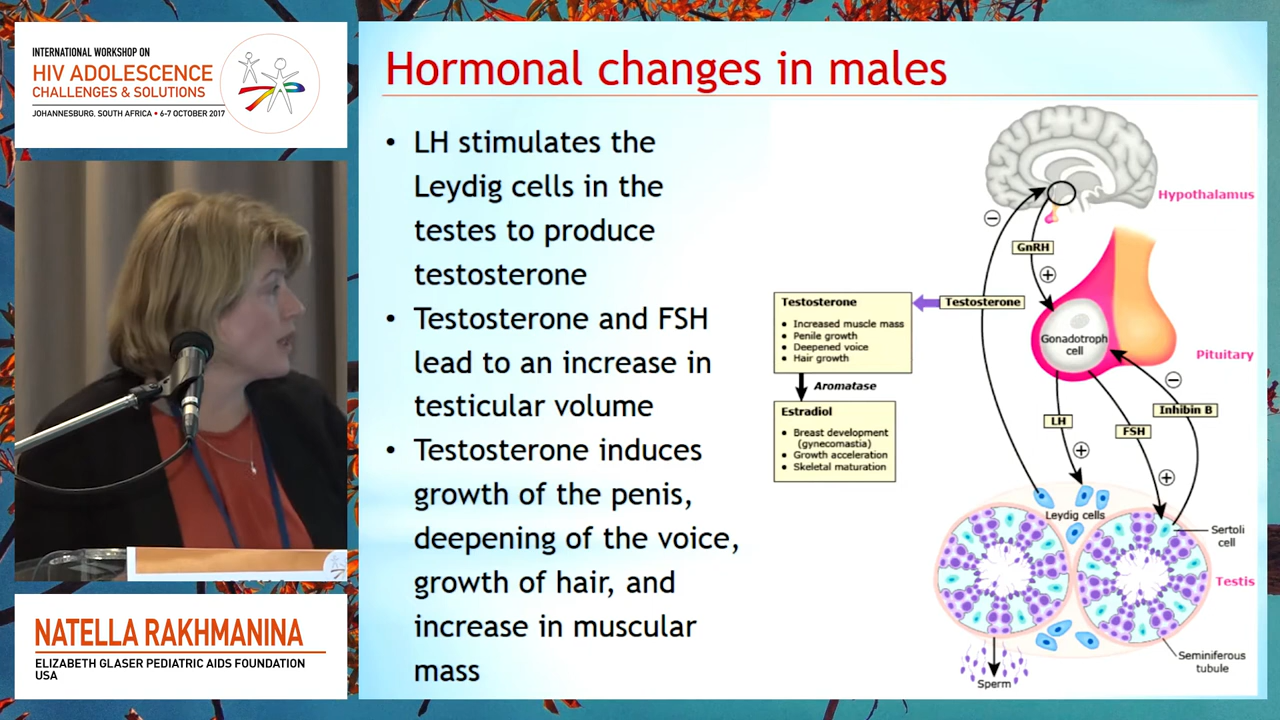 INTERNATIONAL WORKSHOP ON
HIV ADOLESCENCE
CHALLENGES & SOLUTIONS
JOHANNESBURG, SOUTH AFRICA • 6-7 OCTOBER 2017
NATELLA RAKHMANINA
ELIZABETH GLASER PEDIATRIC AIDS FOUNDATION
USA
Hormonal changes in males
• LH stimulates the
Leydig cells in the
testes to produce
testosterone
• Testosterone and FSH
lead to an increase in
testicular volume
• Testosterone induces
growth of the penis,
deepening of the voice,
growth of hair, and
increase in muscular
mass
Hypothalamus
−
GnRH
+
Testosterone
Testosterone
• Increased muscle mass
• Penile growth
• Deepened voice
• Hair growth
Aromatase
Estradiol
• Breast development
(gynecomastia)
• Growth acceleration
• Skeletal maturation
Gonadotroph
cell
Pituitary
−
Inhibin B
LH
FSH
+
+
Leydig cells
Sertoli
cell
Testis
Seminiferous
tubule
Sperm